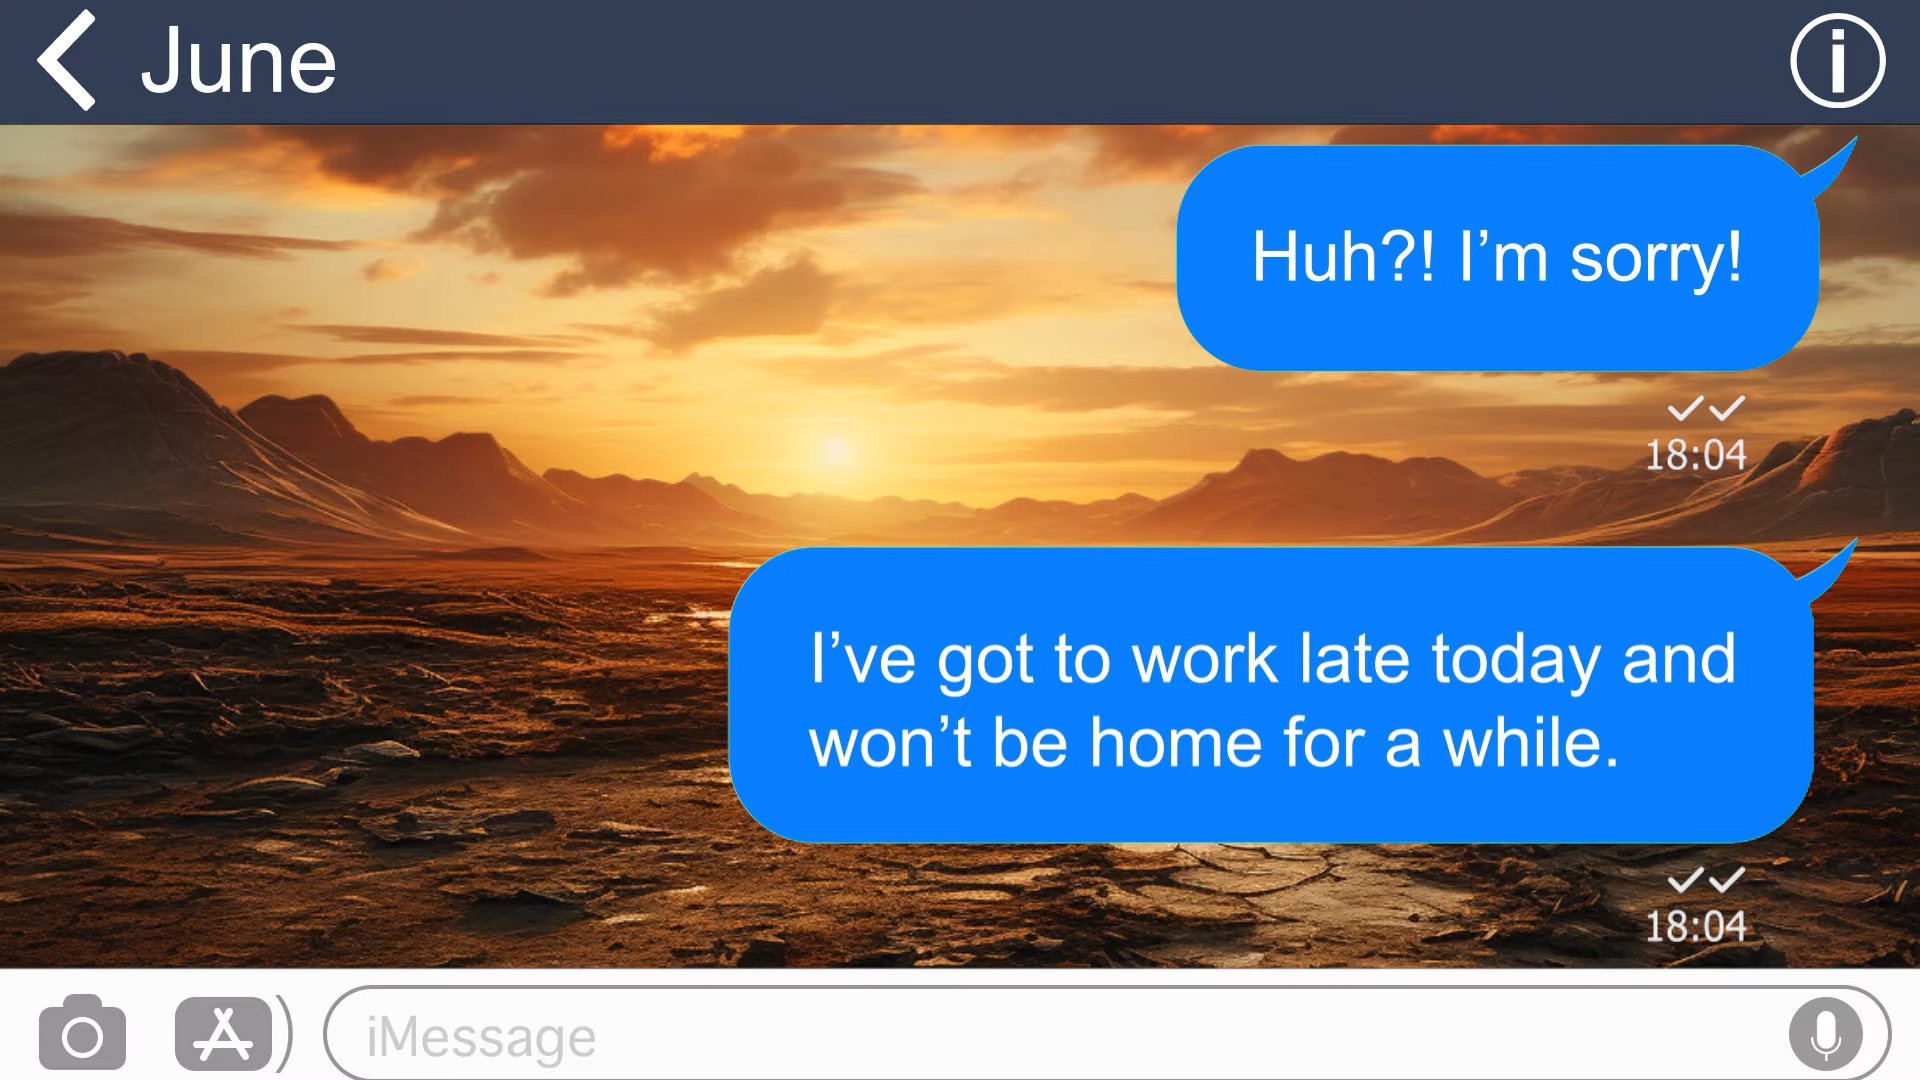 June
Huh?! I’m sorry!
18:04
I’ve got to work late today and
won’t be home for a while.
18:04
iMessage